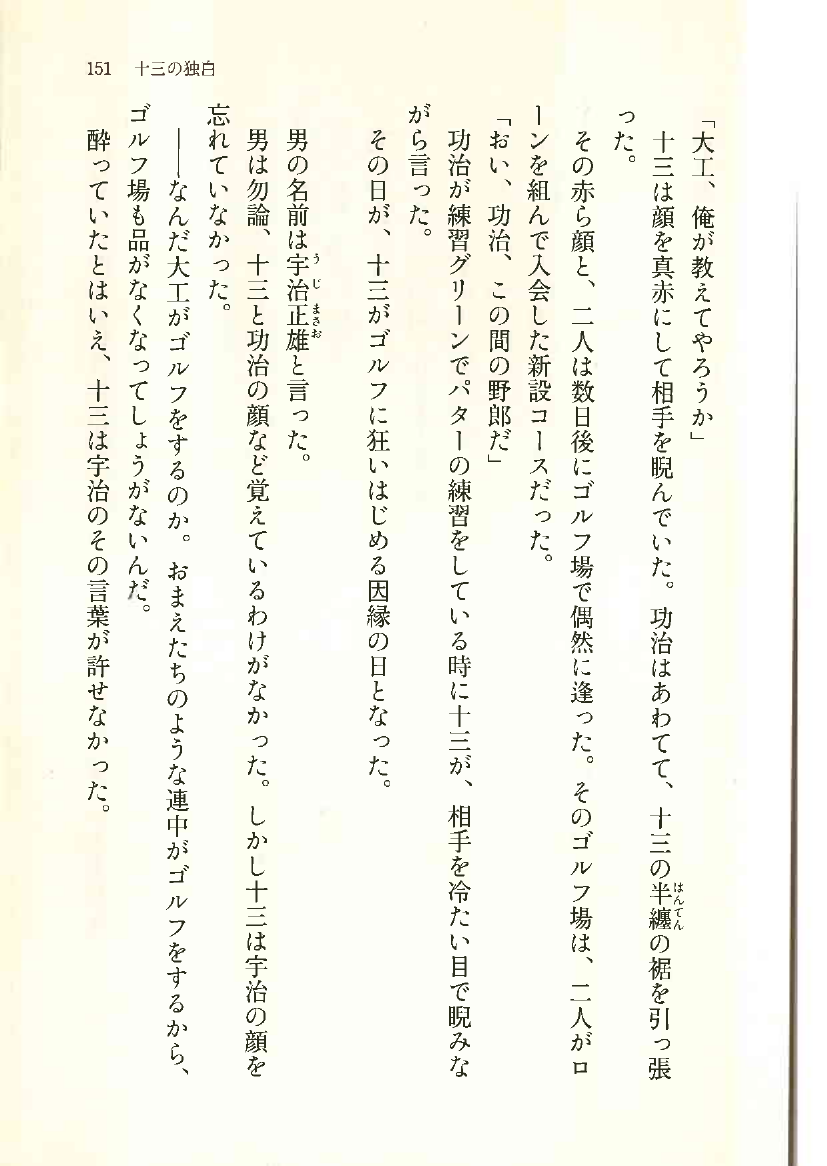 151　十三の独白
「大工、俺が教えてやろうか」
　十三は顔を真赤にして相手を睨んでいた。功治はあわてて、十三の半纏の裾を引っ張
った。
　その赤ら顔と、二人は数日後にゴルフ場で偶然に逢った。そのゴルフ場は、二人がロ
ーンを組んで入会した新設コースだった。
「おい、功治、この間の野郎だ」
　功治が練習グリーンでパターの練習をしている時に十三が、相手を冷たい目で睨みな
がら言った。
　その日が、十三がゴルフに狂いはじめる因縁の日となった。
　男の名前は宇治正雄と言った。
　男は勿論、十三と功治の顔など覚えているわけがなかった。しかし十三は宇治の顔を
忘れていなかった。
　――なんだ大工がゴルフをするのか。おまえたちのような連中がゴルフをするから、
ゴルフ場も品がなくなってしょうがないんだ。
　酔っていたとはいえ、十三は宇治のその言葉が許せなかった。
はんてん
うじまさお